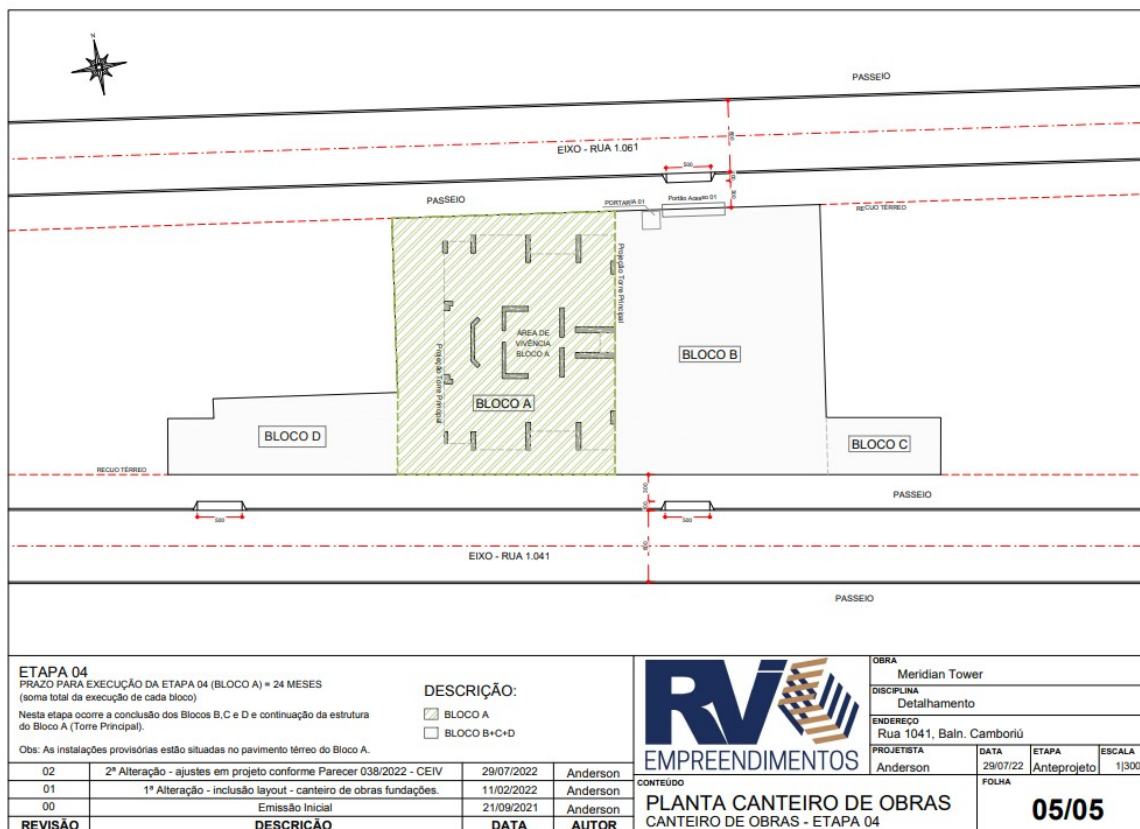 N
PASSEIO
EIXO - RUA 1.061
500
PASSEIO
PORTARIA 01
Portão Acesso 01
RECUO TÉRREO
Projeção Torre Principal
ÁREA DE
VIVÊNCIA
BLOCO A
Projeção Torre Principal
BLOCO B
BLOCO A
BLOCO D
BLOCO C
RECUO TÉRREO
300
PASSEIO
500
500
EIXO - RUA 1.041
PASSEIO
ETAPA 04
PRAZO PARA EXECUÇÃO DA ETAPA 04 (BLOCO A) = 24 MESES
(soma total da execução de cada bloco)
Nesta etapa ocorre a conclusão dos Blocos B,C e D e continuação da estrutura
do Bloco A (Torre Principal).
Obs: As instalações provisórias estão situadas no pavimento térreo do Bloco A.
DESCRIÇÃO:
BLOCO A
BLOCO B+C+D
02 2ª Alteração - ajustes em projeto conforme Parecer 038/2022 - CEIV 29/07/2022 Anderson
01 1ª Alteração - inclusão layout - canteiro de obras fundações. 11/02/2022 Anderson
00 Emissão Inicial 21/09/2021 Anderson
REVISÃO DESCRIÇÃO DATA AUTOR
RV
EMPREENDIMENTOS
OBRA
Meridian Tower
DISCIPLINA
Detalhamento
ENDEREÇO
Rua 1041, Baln. Camboriú
PROJETISTA DATA ETAPA ESCALA
Anderson 29/07/22 Anteprojeto 1|300
CONTEÚDO
PLANTA CANTEIRO DE OBRAS
CANTEIRO DE OBRAS - ETAPA 04
FOLHA
05/05